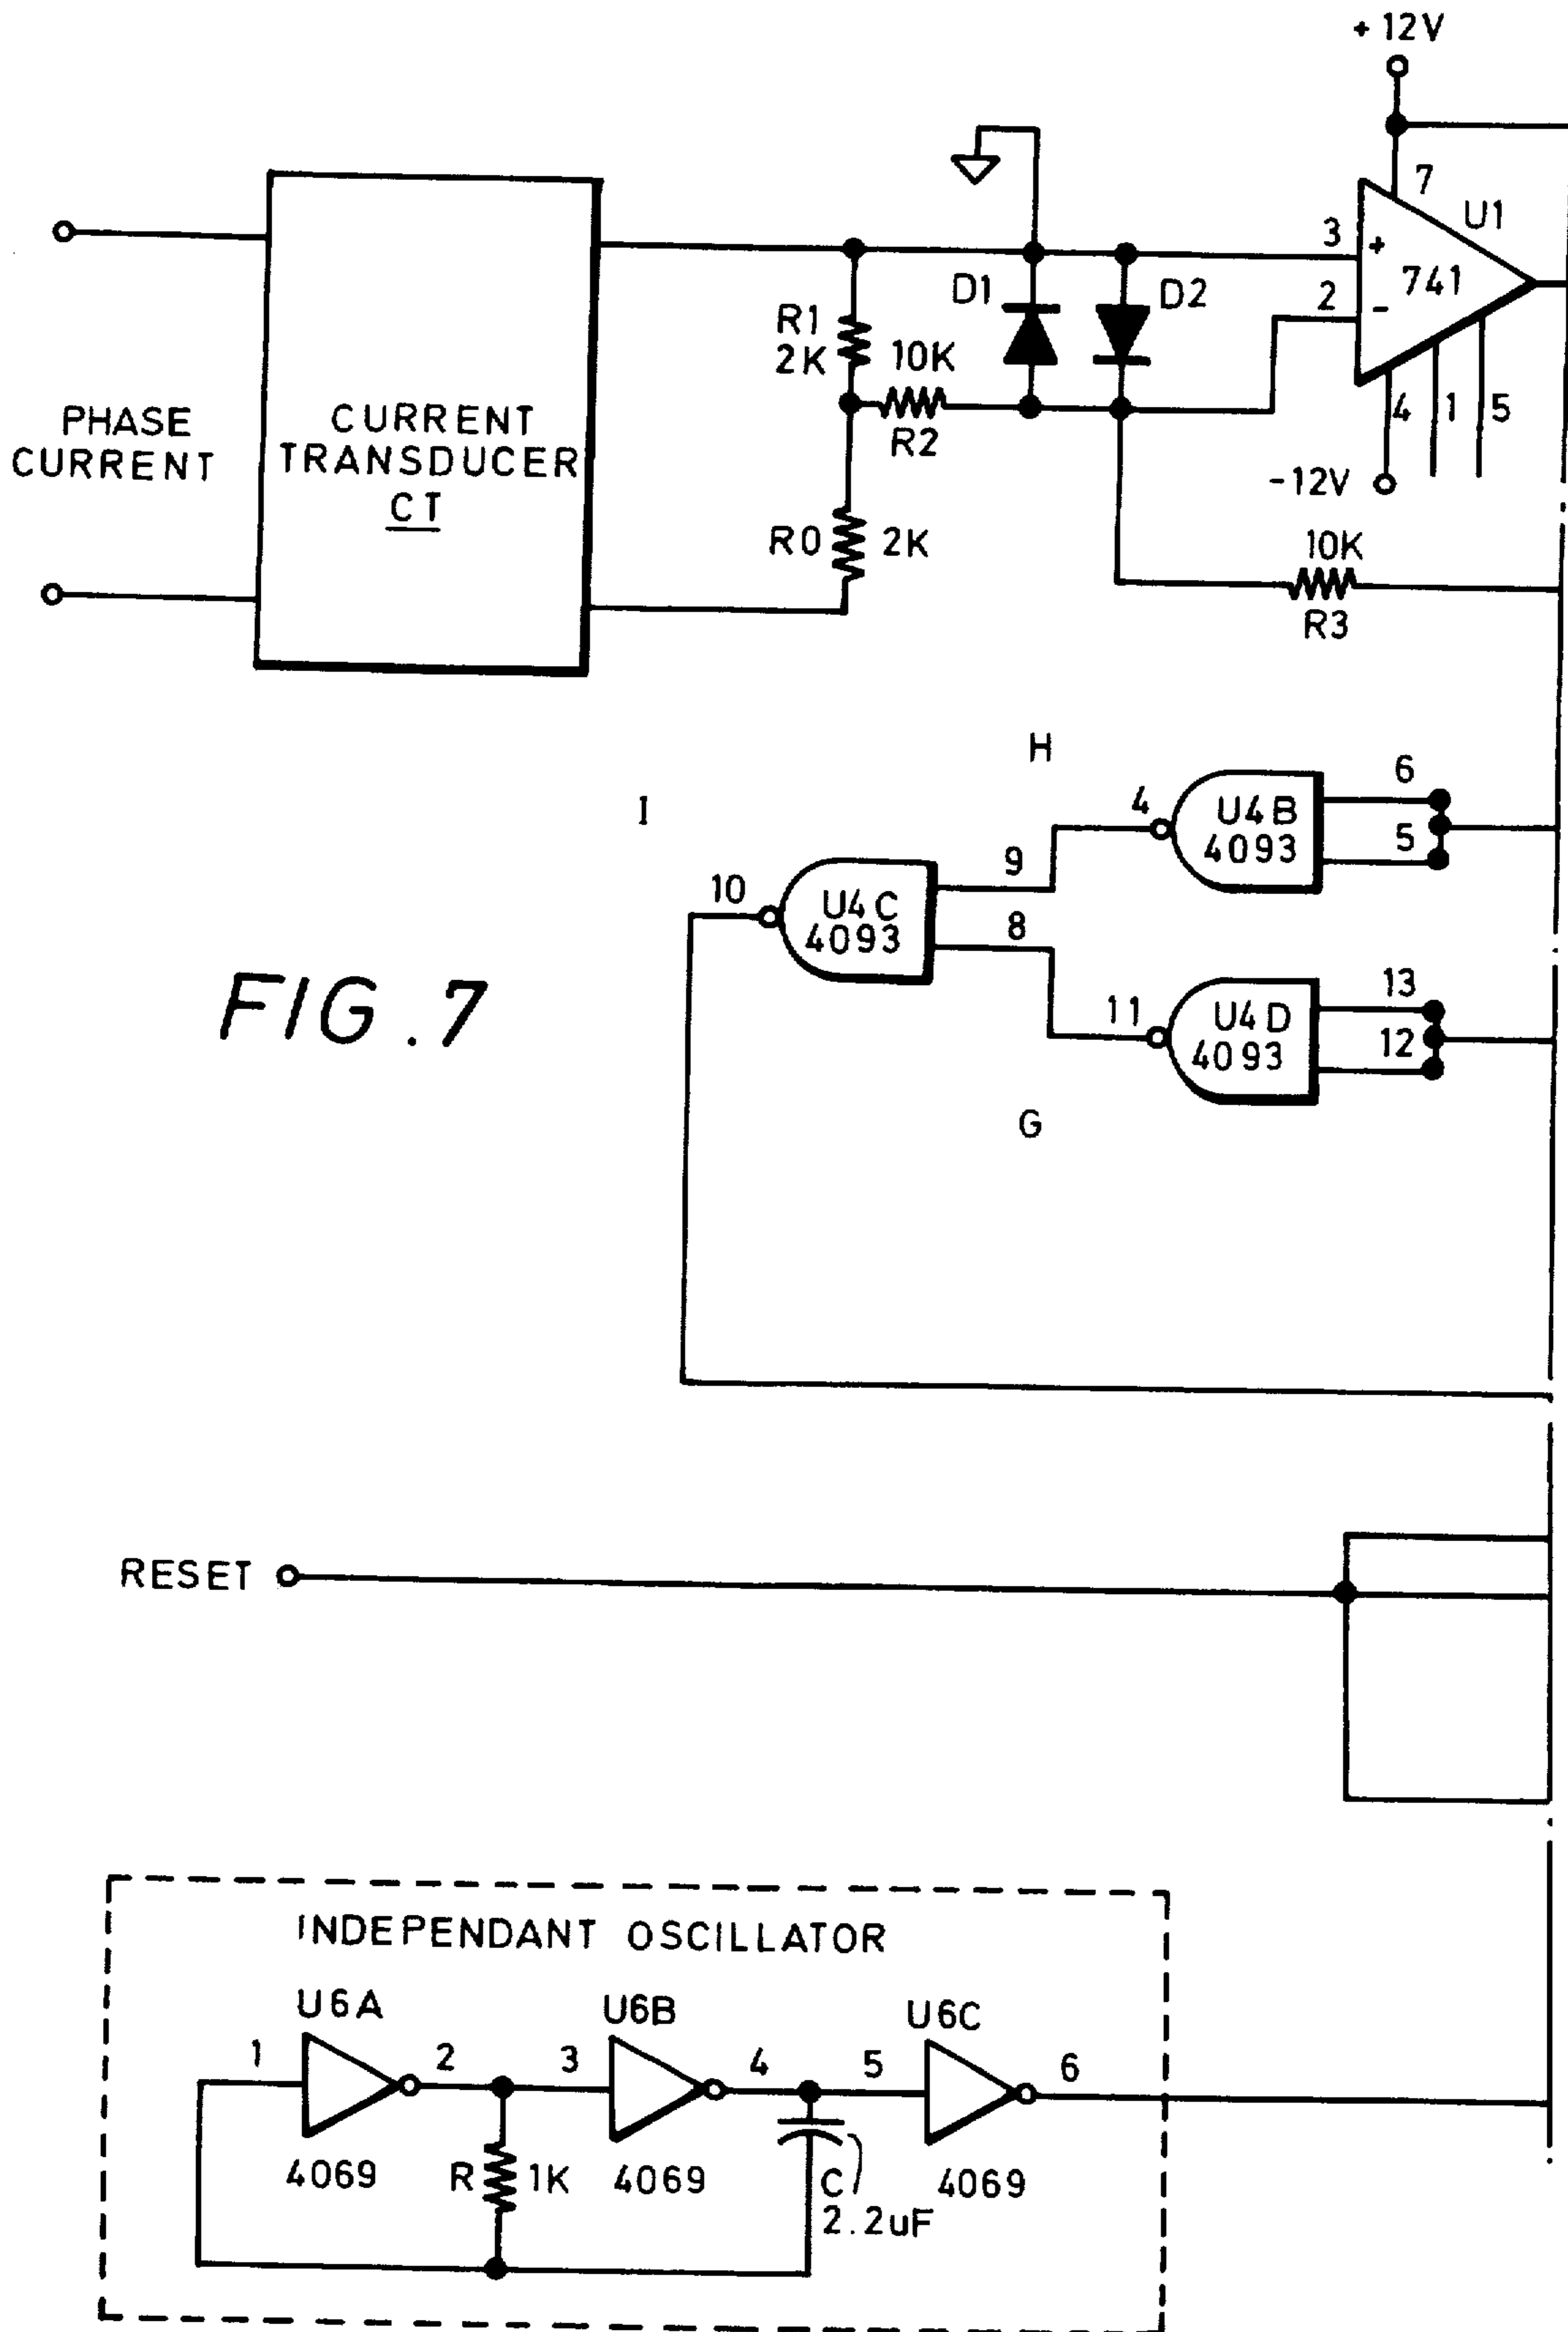 +12V
7
U1
3
+
741
2
-
D1
D2
R1
2K
10K
R2
4
1
5
-12V
PHASE
CURRENT
CURRENT
TRANSDUCER
CT
R0
2K
10K
R3
H
I
6
4
U4B
4093
5
9
10
U4C
4093
8
FIG.7
13
11
U4D
4093
12
G
RESET
INDEPENDANT OSCILLATOR
U6A
U6B
U6C
1
2
3
4
5
6
4069
R
1K
4069
C
2.2uF
4069